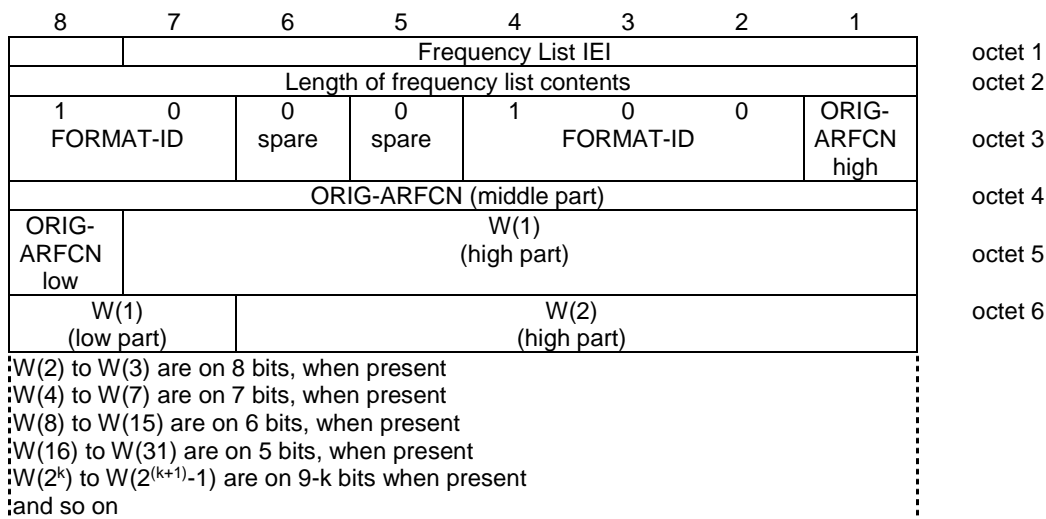 8 7 6 5 4 3 2 1
Frequency List IEI octet 1
Length of frequency list contents octet 2
1 0 0 0 1 0 0 ORIG-
FORMAT-ID spare spare FORMAT-ID ARFCN octet 3
high
ORIG-ARFCN (middle part) octet 4
ORIG- W(1)
ARFCN (high part) octet 5
low
W(1) W(2) octet 6
(low part) (high part)
W(2) to W(3) are on 8 bits, when present
W(4) to W(7) are on 7 bits, when present
W(8) to W(15) are on 6 bits, when present
W(16) to W(31) are on 5 bits, when present
W(2^k) to W(2^(k+1)-1) are on 9-k bits when present
and so on